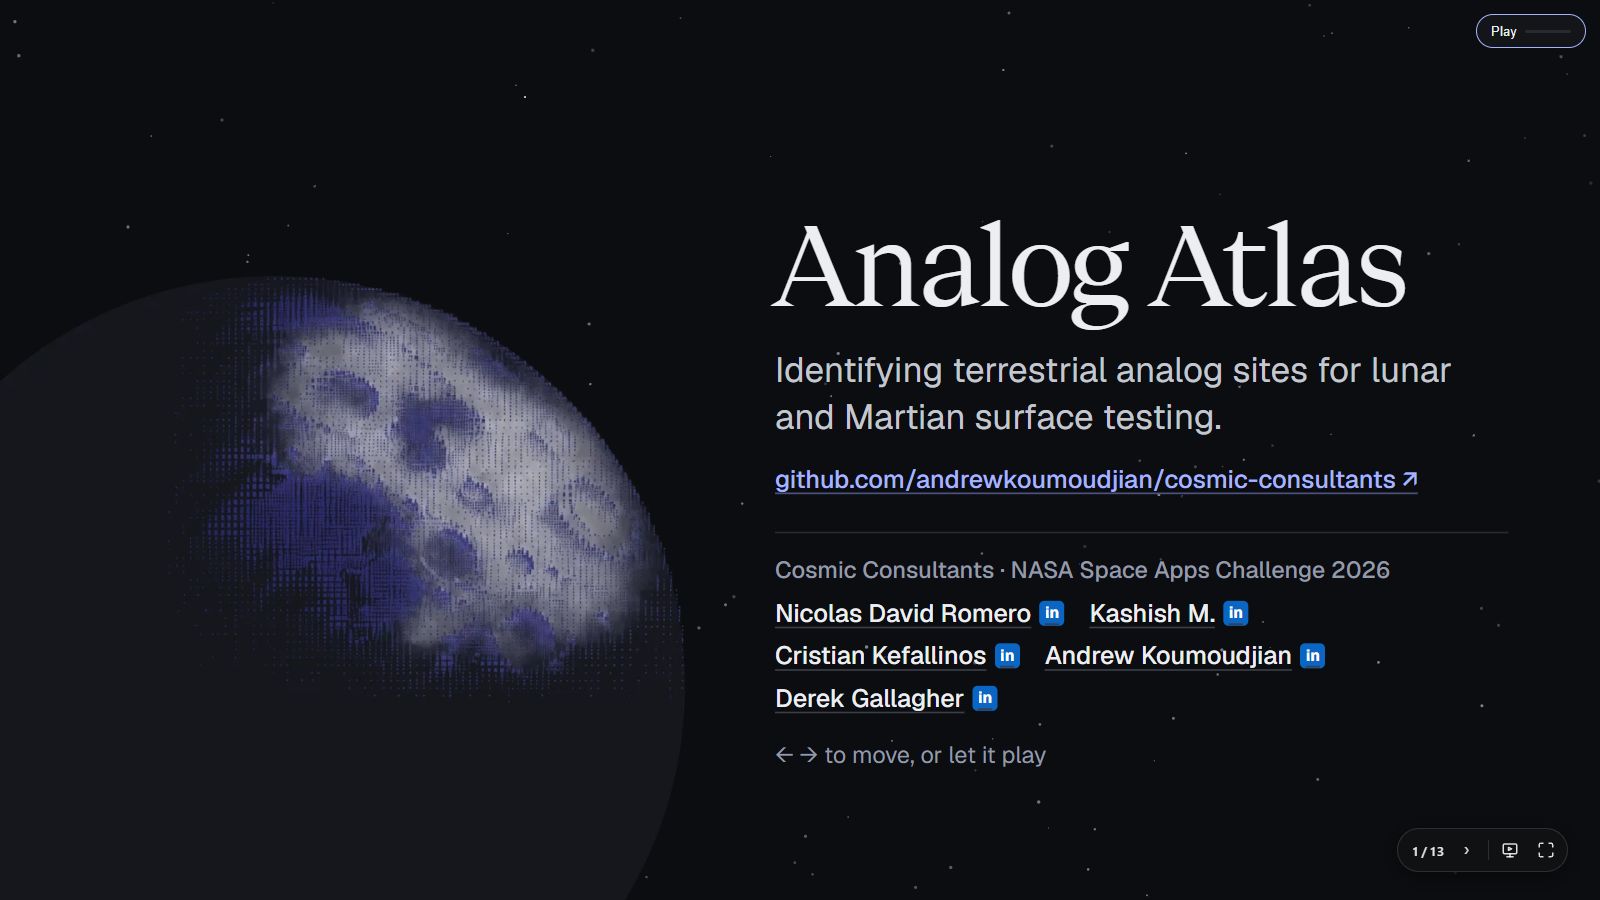 Play
Analog Atlas
Identifying terrestrial analog sites for lunar
and Martian surface testing.
github.com/andrewkoumoudjian/cosmic-consultants ↗
Cosmic Consultants · NASA Space Apps Challenge 2026
Nicolas David Romero in Kashish M. in
Cristian Kefallinos in Andrew Koumoudjian in
Derek Gallagher in
← → to move, or let it play
1 / 13 ›